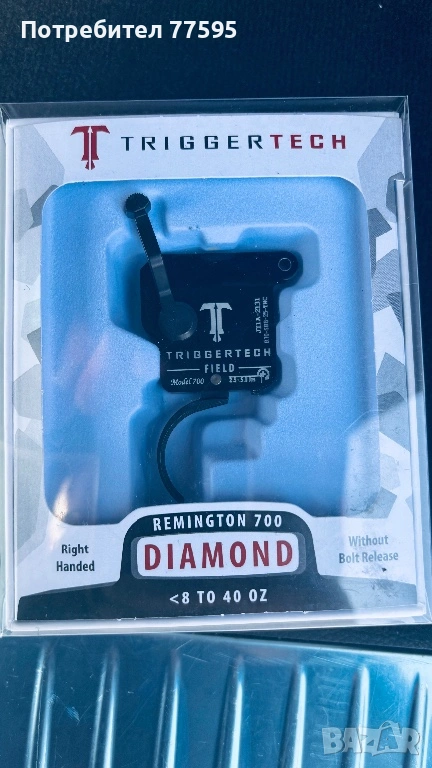 Потребител 77595
TRIGGERTECH
TRIGGERTECH
FIELD
Model 700
REMINGTON 700
Right
Handed
DIAMOND
Without
Bolt Release
<8 TO 40 OZ
BAZAR